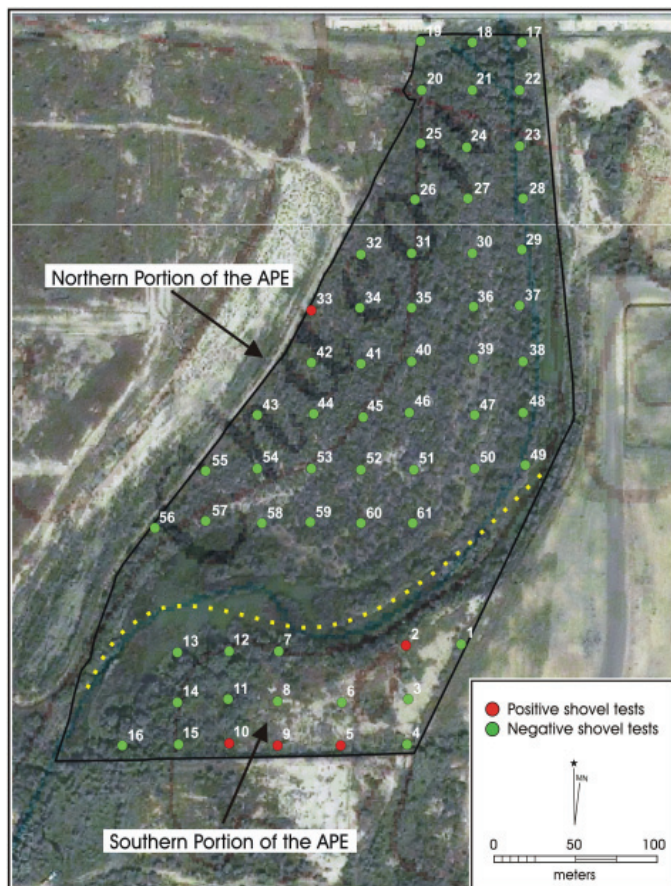 19 18 17
20 21 22
25 24 23
26 27 28
32 31 30 29
Northern Portion of the APE
33 34 35 36 37
42 41 40 39 38
43 44 45 46 47 48
55 54 53 52 51 50 49
56 57 58 59 60 61
13 12 7 2 1
14 11 8 6 3
16 15 10 9 5 4
Southern Portion of the APE
Positive shovel tests
Negative shovel tests
MN
0 50 100
meters